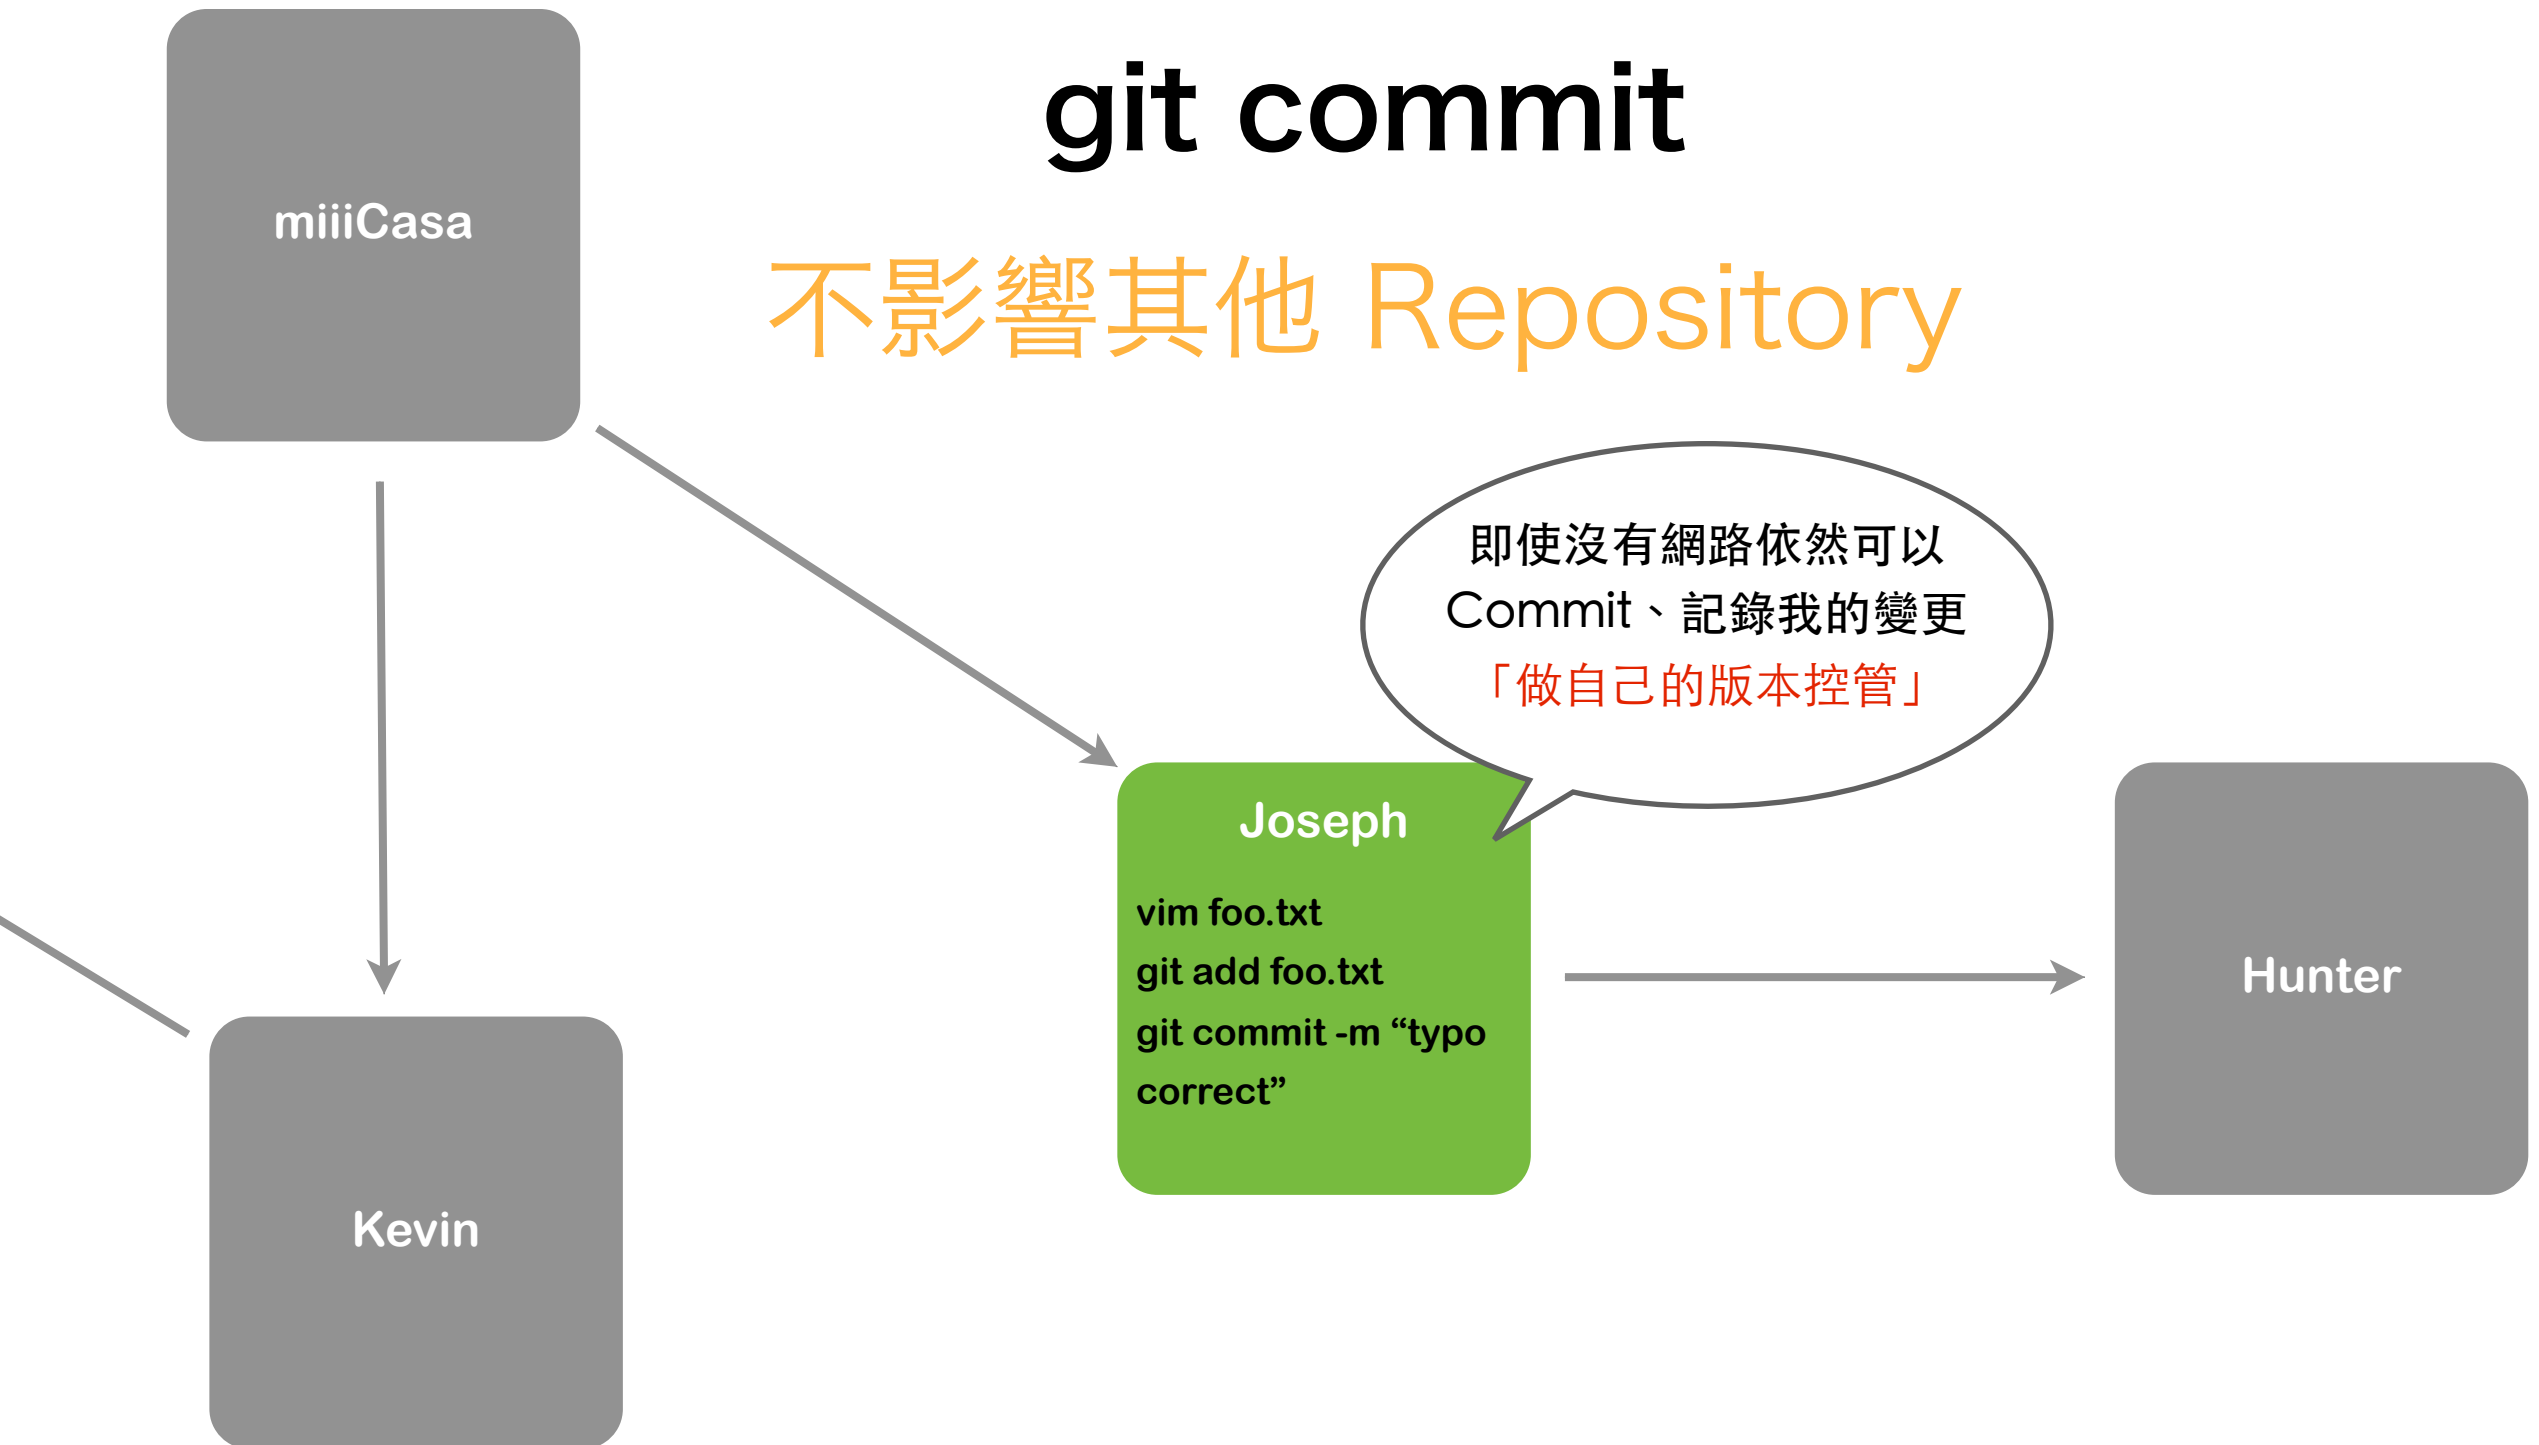 git commit
不影響其他 Repository
miiiCasa
即使沒有網路依然可以
Commit、記錄我的變更
「做自己的版本控管」
Joseph
vim foo.txt
git add foo.txt
git commit -m “typo
correct”
Hunter
Kevin